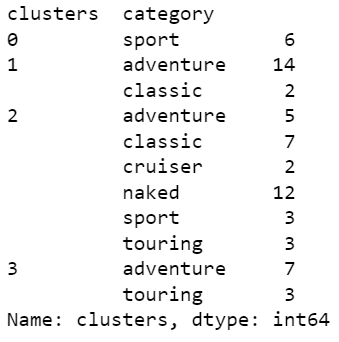 clusters  category
0         sport         6
1         adventure    14
          classic       2
2         adventure     5
          classic       7
          cruiser       2
          naked        12
          sport         3
          touring       3
3         adventure     7
          touring       3
Name: clusters, dtype: int64